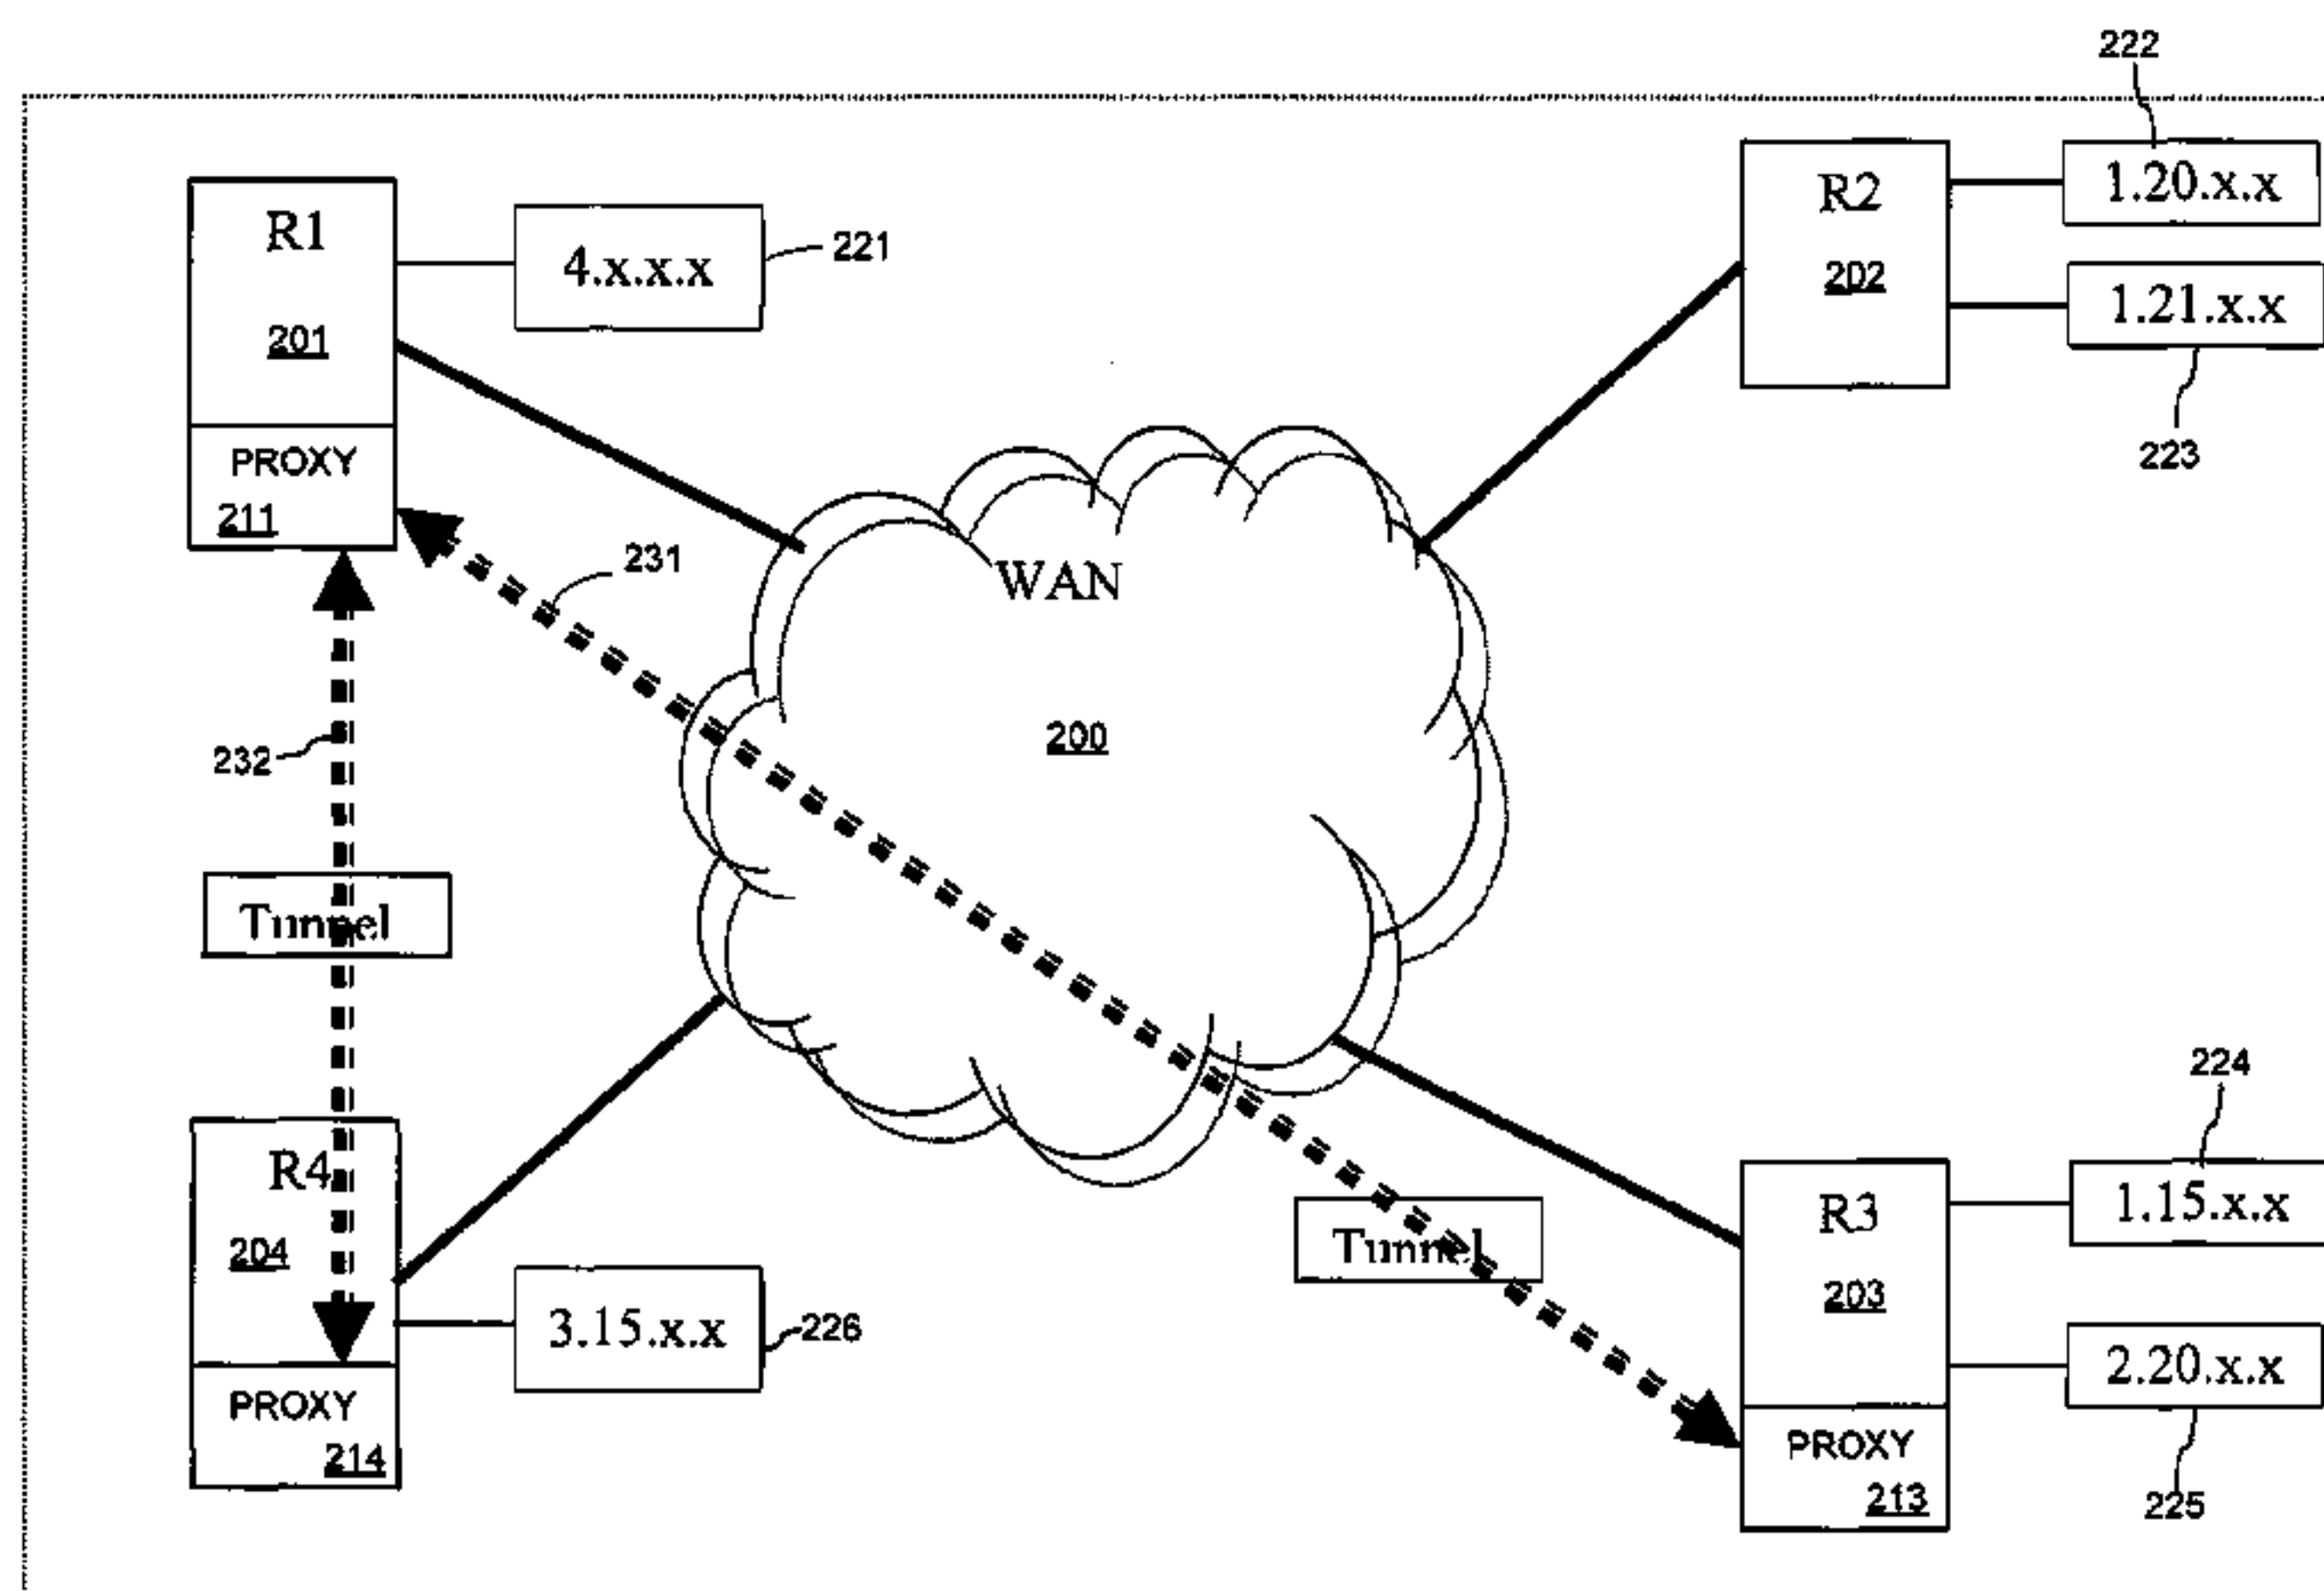 222
R1
201
PROXY
211
4.x.x.x
221
R2
202
1.20.x.x
1.21.x.x
223
231
WAN
200
232
Tunnel
R4
204
PROXY
214
3.15.x.x
226
Tunnel
R3
203
PROXY
213
224
1.15.x.x
2.20.x.x
225